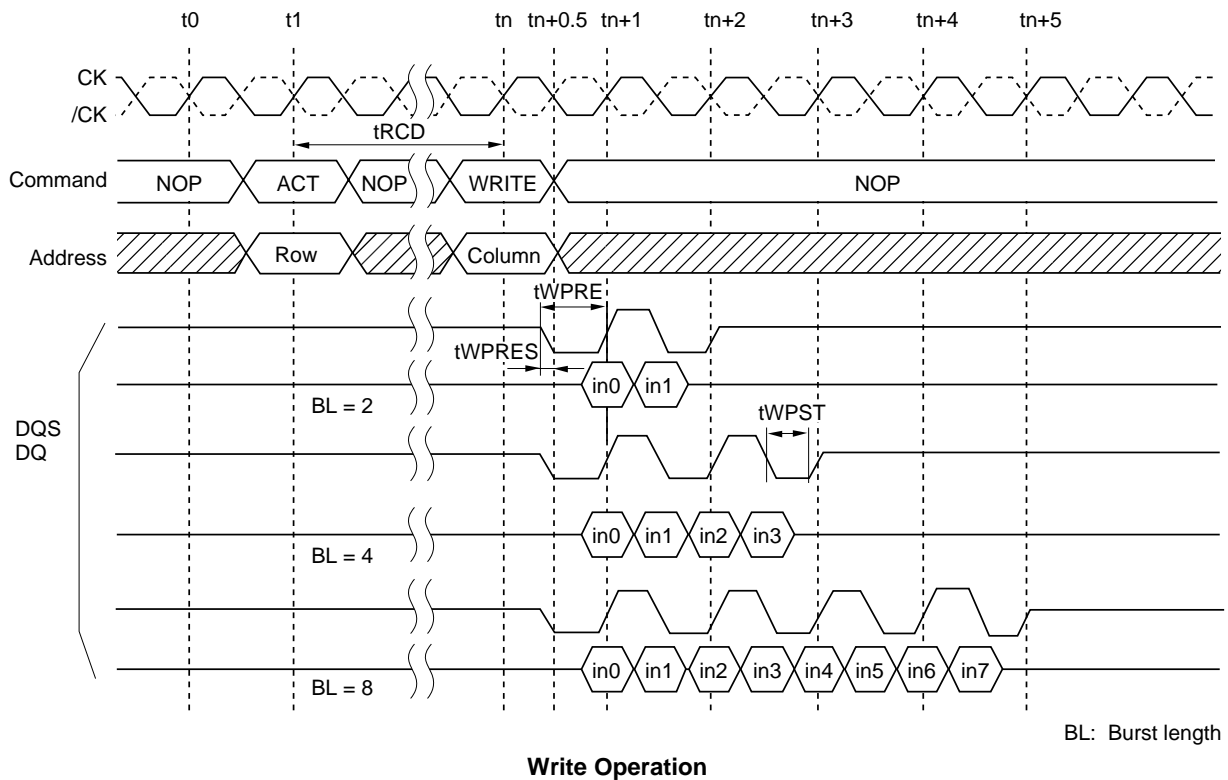 t0 t1 tn tn+0.5 tn+1 tn+2 tn+3 tn+4 tn+5
CK
/CK
tRCD
Command NOP ACT NOP WRITE NOP
Address Row Column
tWPRE
tWPRES
in0 in1
BL = 2
tWPST
DQS
DQ
in0 in1 in2 in3
BL = 4
in0 in1 in2 in3 in4 in5 in6 in7
BL = 8
BL: Burst length
Write Operation